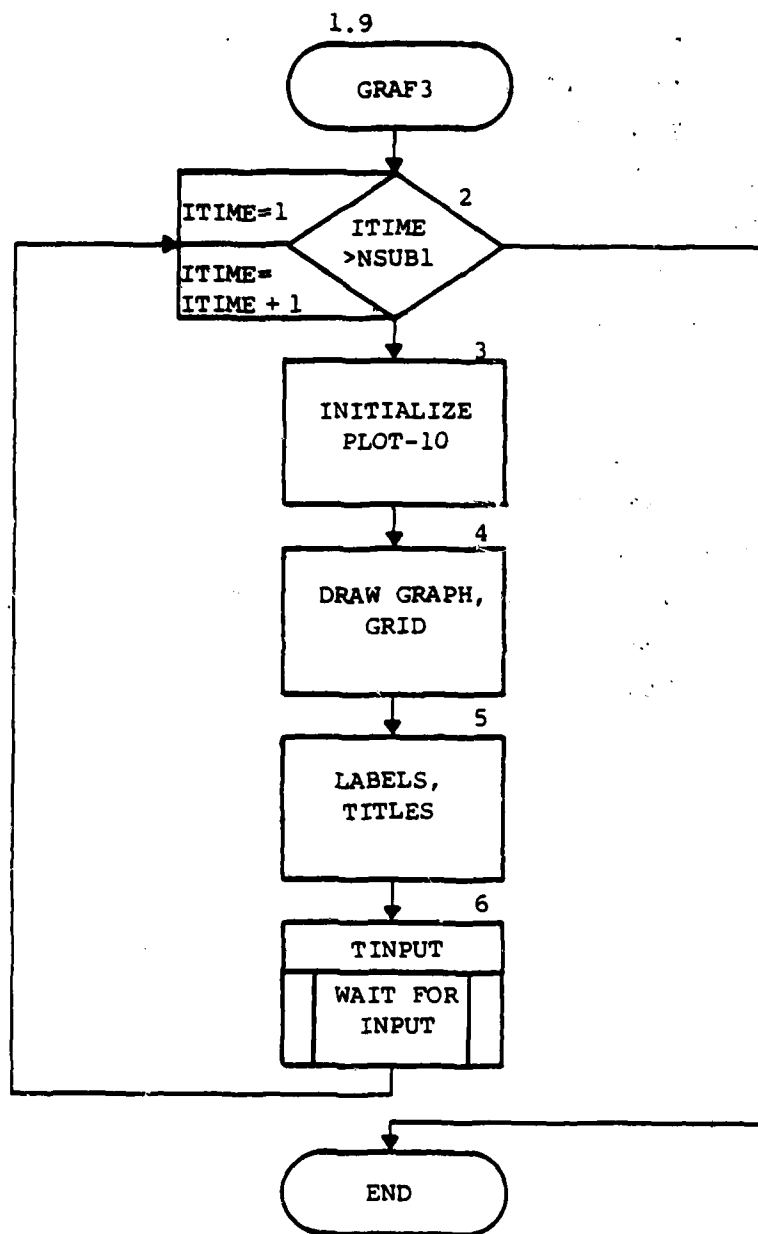 1.9
GRAF3
2
ITIME=1
ITIME
>NSUB1
ITIME=
ITIME + 1
3
INITIALIZE
PLOT-10
4
DRAW GRAPH,
GRID
5
LABELS,
TITLES
6
TINPUT
WAIT FOR
INPUT
END